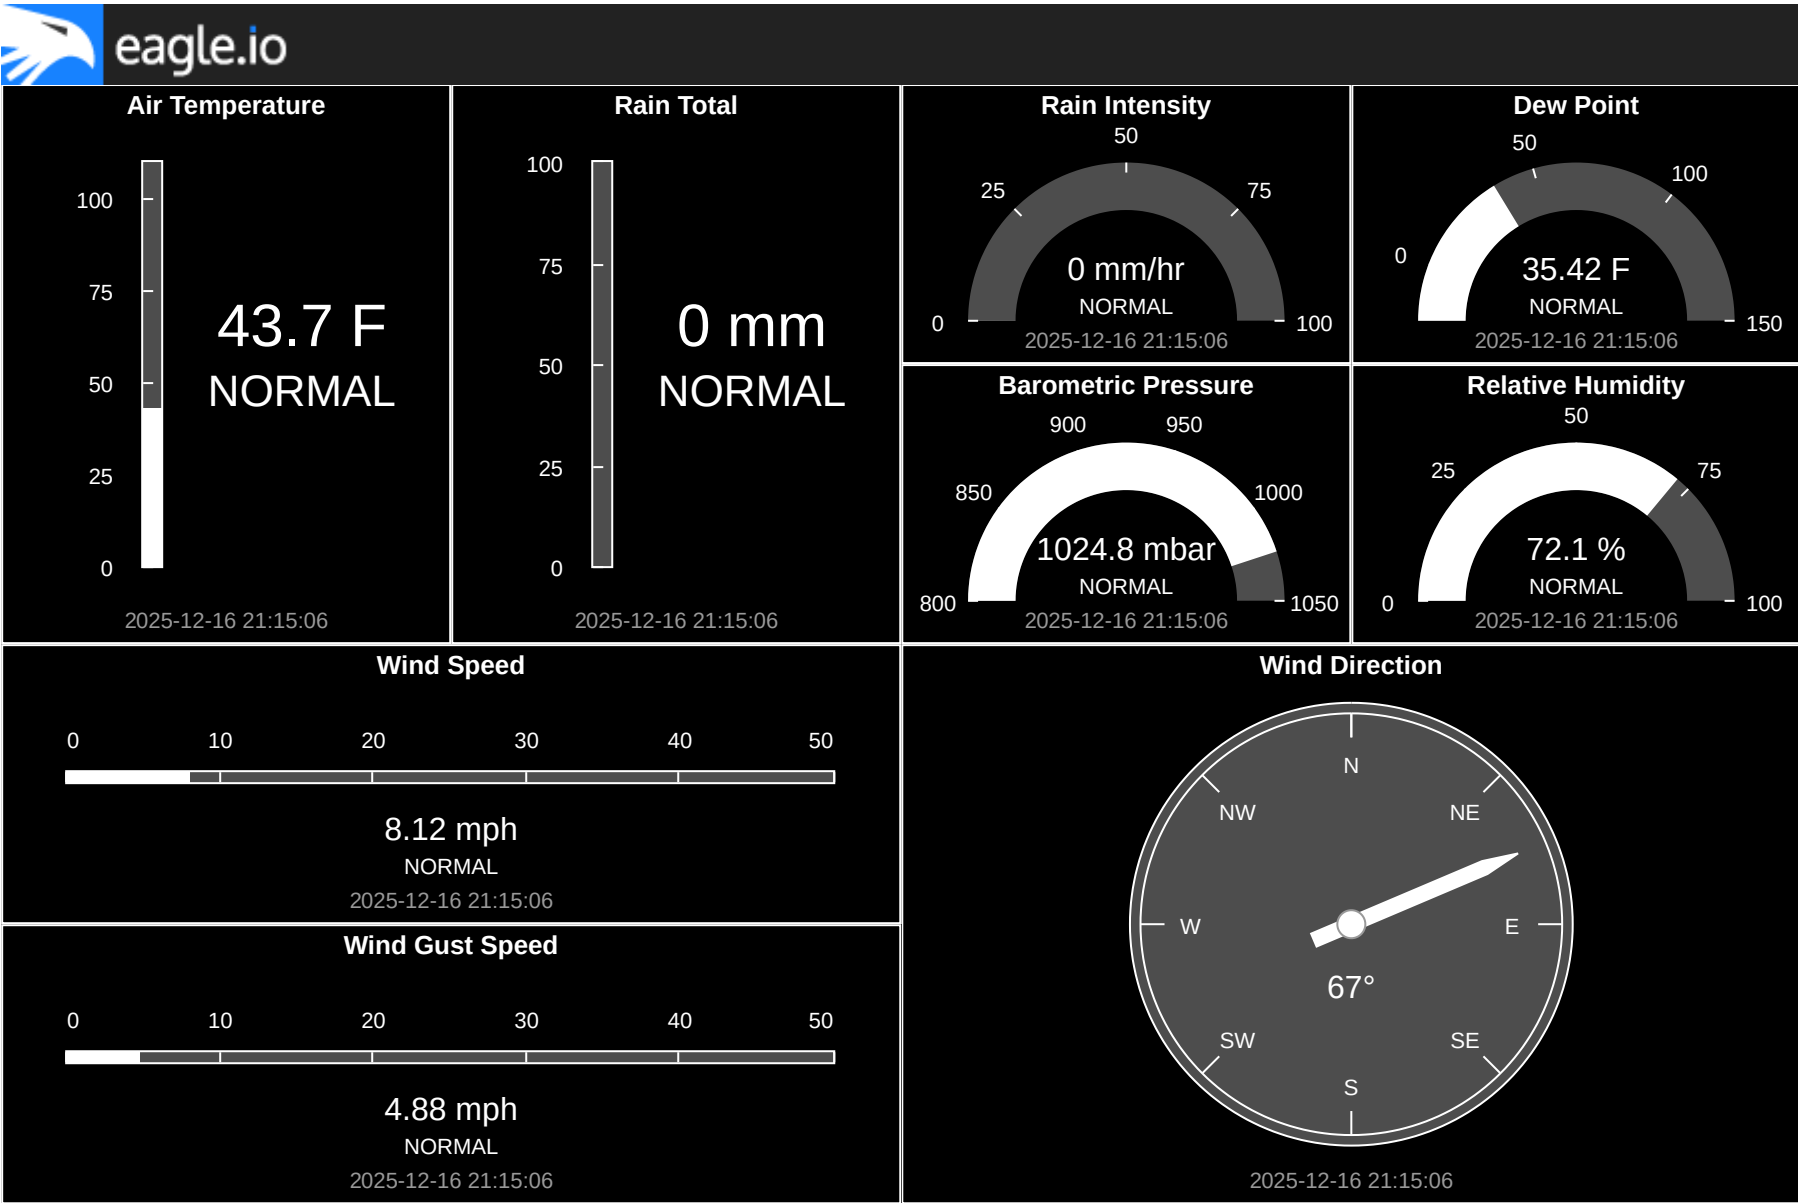 eagle.io
Air Temperature
100
75
50
25
0
43.7 F
NORMAL
2025-12-16 21:15:06
Rain Total
100
75
50
25
0
0 mm
NORMAL
2025-12-16 21:15:06
Rain Intensity
0
25
50
75
100
0 mm/hr
NORMAL
2025-12-16 21:15:06
Dew Point
0
50
100
150
35.42 F
NORMAL
2025-12-16 21:15:06
Barometric Pressure
800
850
900
950
1000
1050
1024.8 mbar
NORMAL
2025-12-16 21:15:06
Relative Humidity
0
25
50
75
100
72.1 %
NORMAL
2025-12-16 21:15:06
Wind Speed
0 10 20 30 40 50
8.12 mph
NORMAL
2025-12-16 21:15:06
Wind Gust Speed
0 10 20 30 40 50
4.88 mph
NORMAL
2025-12-16 21:15:06
Wind Direction
N
NW NE
W E
67°
SW SE
S
2025-12-16 21:15:06